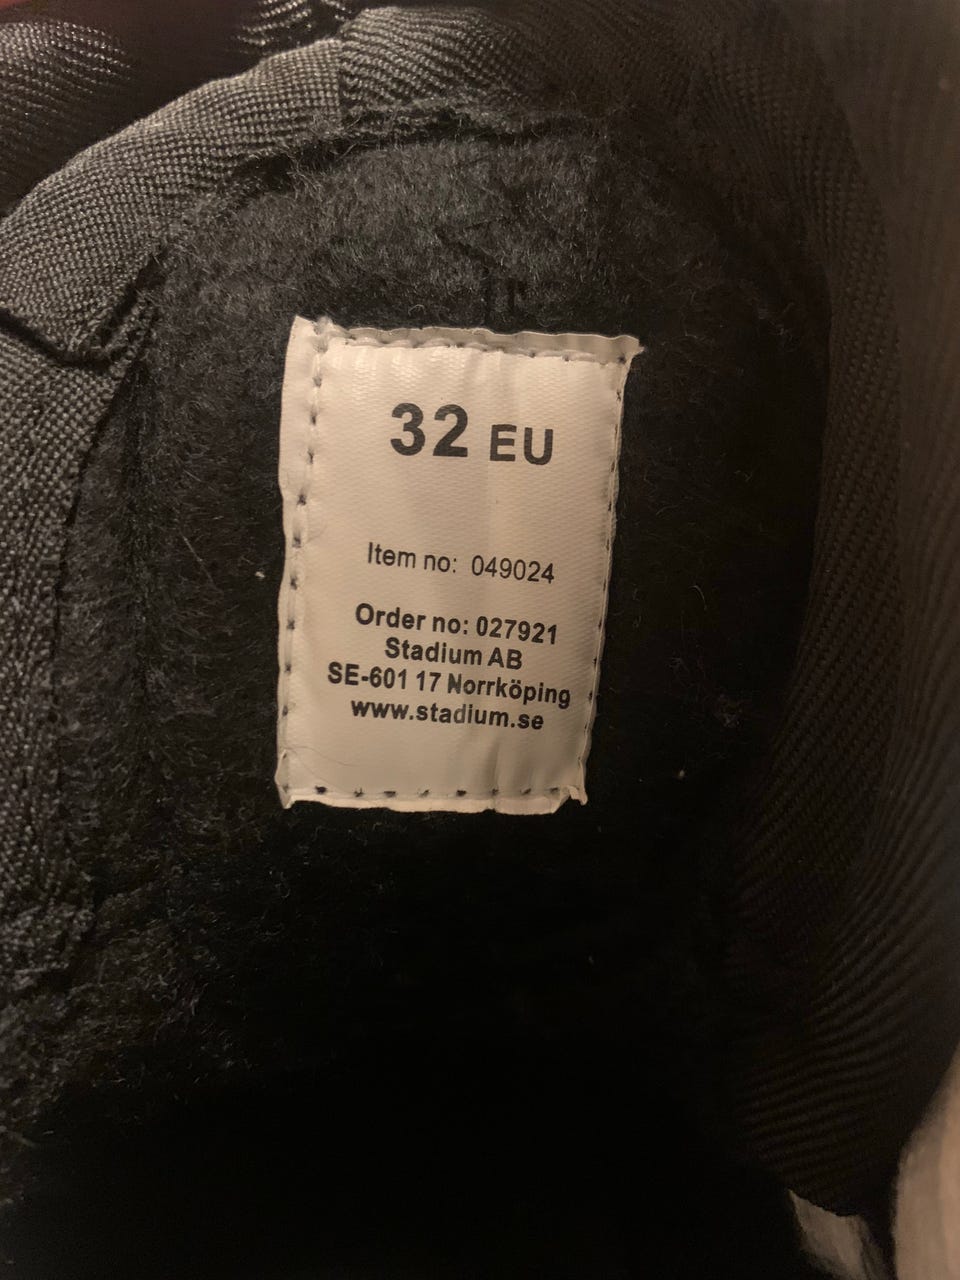 32 EU
Item no: 049024
Order no: 027921
Stadium AB
SE-601 17 Norrköping
www.stadium.se